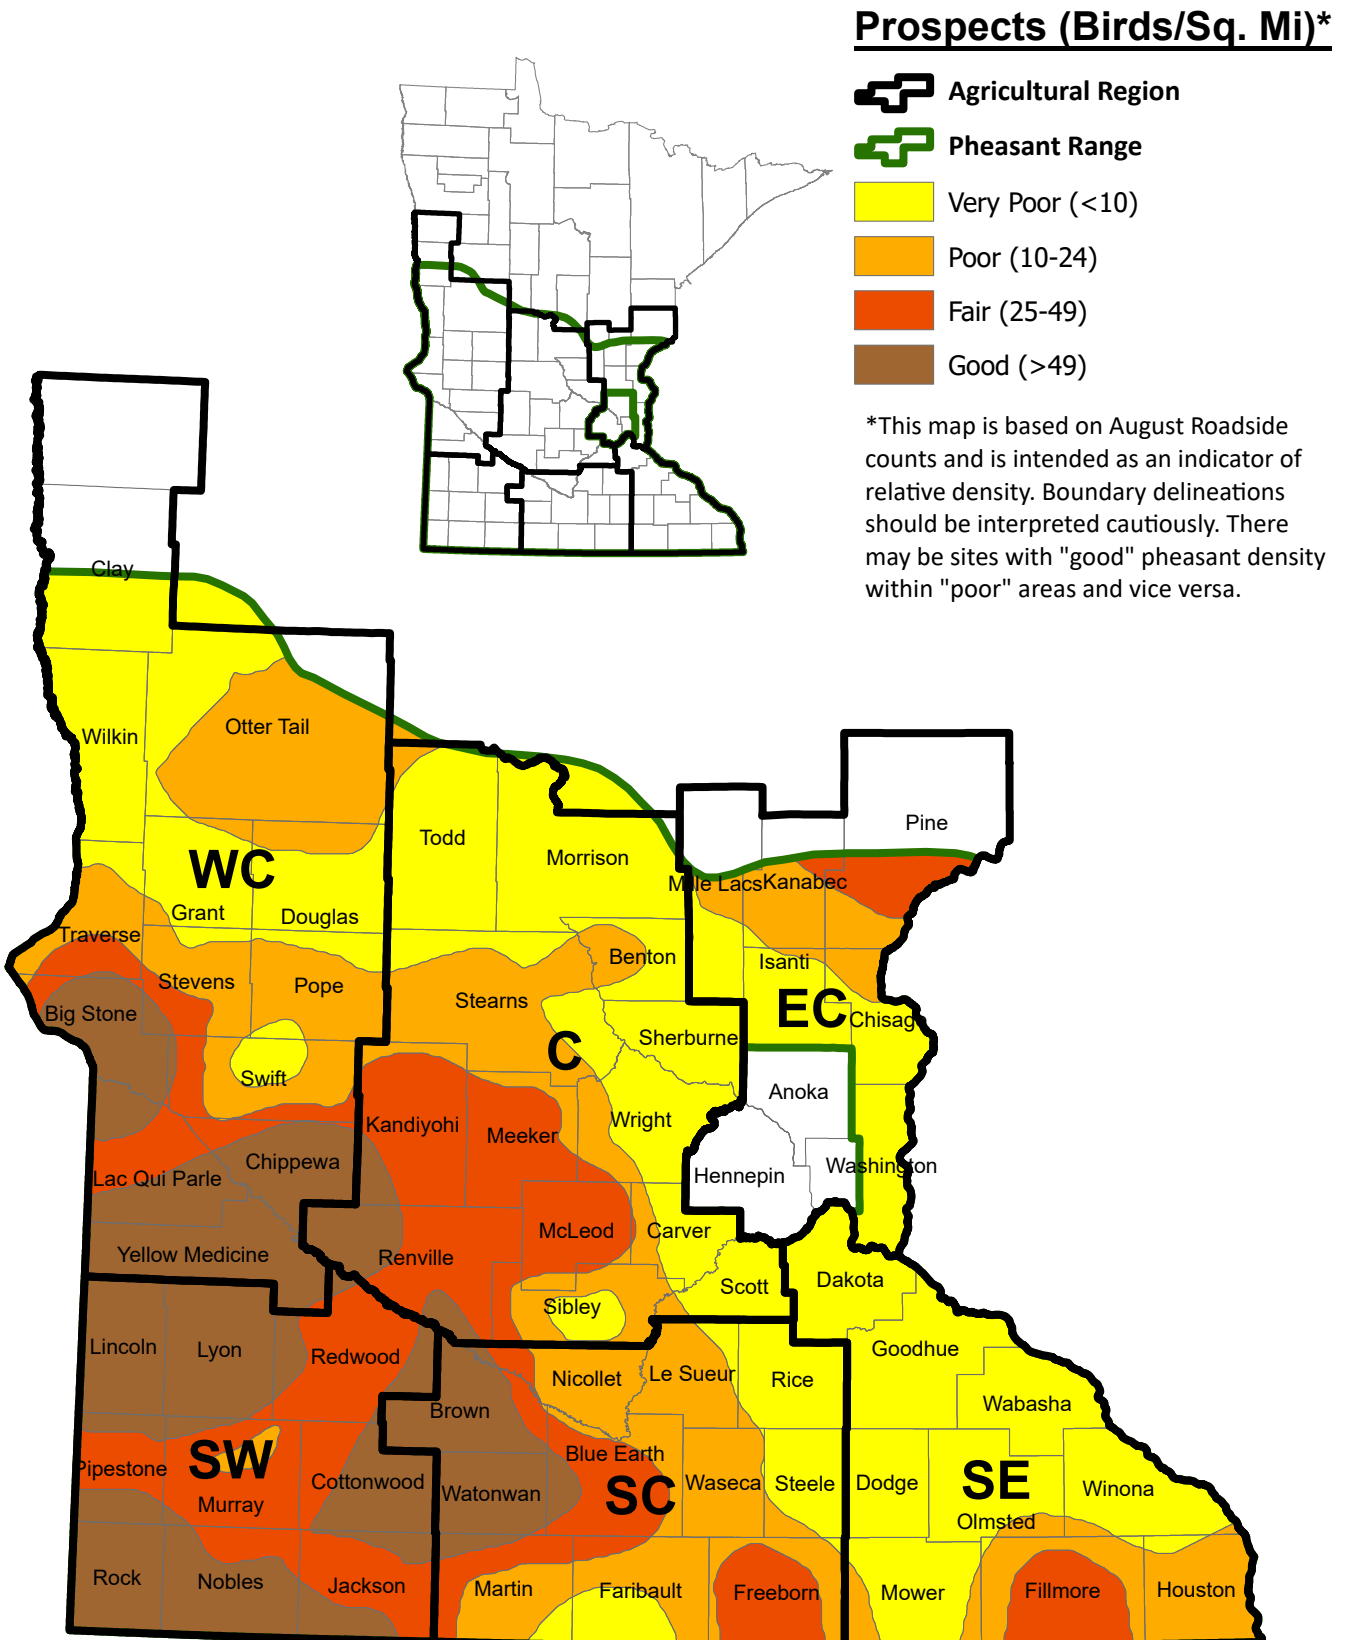 Prospects (Birds/Sq. Mi)*
Agricultural Region
Pheasant Range
Very Poor (<10)
Poor (10-24)
Fair (25-49)
Good (>49)
*This map is based on August Roadside
counts and is intended as an indicator of
relative density. Boundary delineations
should be interpreted cautiously. There
may be sites with "good" pheasant density
within "poor" areas and vice versa.
Clay
Wilkin
Otter Tail
Todd
Morrison
Pine
WC
Mille Lacs
Kanabec
Grant
Douglas
Traverse
Benton
Isanti
Stevens
Pope
Stearns
Big Stone
EC
Chisag
Sherburne
C
Swift
Anoka
Kandiyohi
Meeker
Wright
Chippewa
Lac Qui Parle
Hennepin
Washington
McLeod
Carver
Yellow Medicine
Renville
Scott
Dakota
Sibley
Lincoln
Lyon
Redwood
Goodhue
Nicollet
Le Sueur
Rice
Wabasha
Brown
SW
Blue Earth
Pipestone
Cottonwood
Watonwan
SC
Waseca
Steele
Dodge
SE
Winona
Murray
Olmsted
Rock
Nobles
Jackson
Martin
Faribault
Freeborn
Mower
Fillmore
Houston